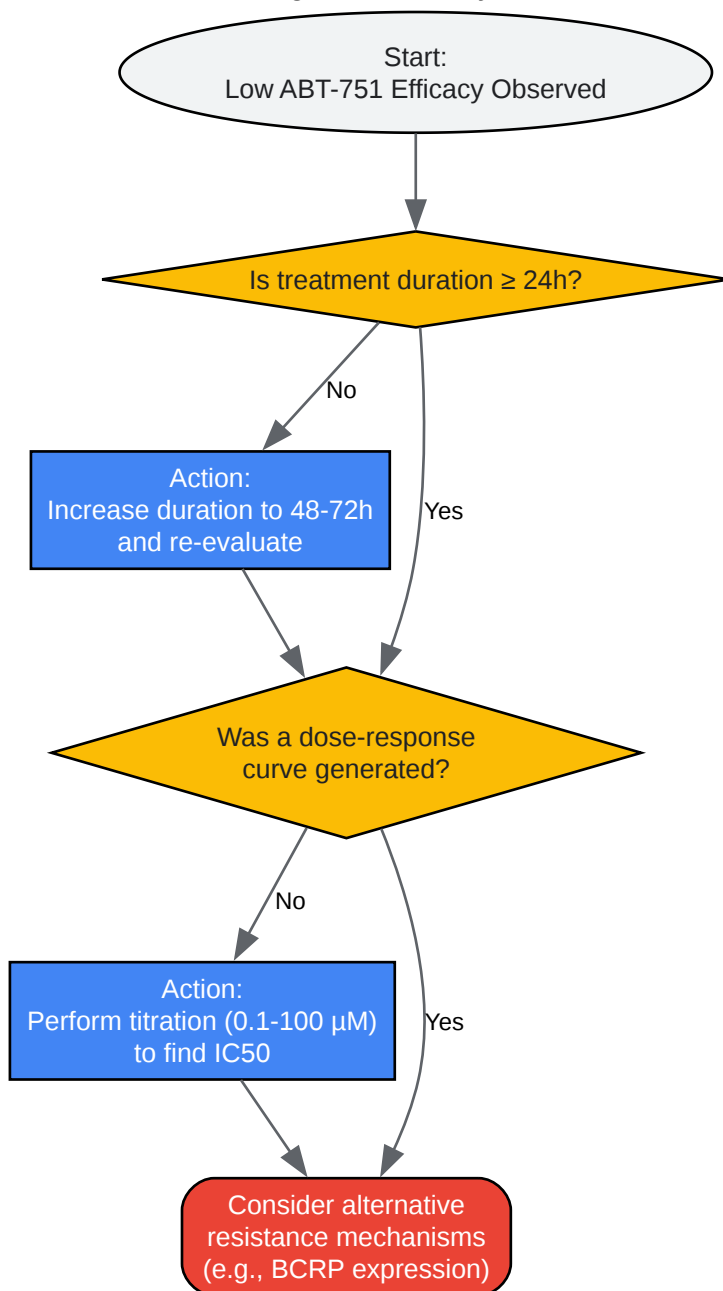 Start:
Low ABT-751 Efficacy Observed
Is treatment duration ≥ 24h?
No
Yes
Action:
Increase duration to 48-72h
and re-evaluate
Was a dose-response
curve generated?
No
Yes
Action:
Perform titration (0.1-100 µM)
to find IC50
Consider alternative
resistance mechanisms
(e.g., BCRP expression)